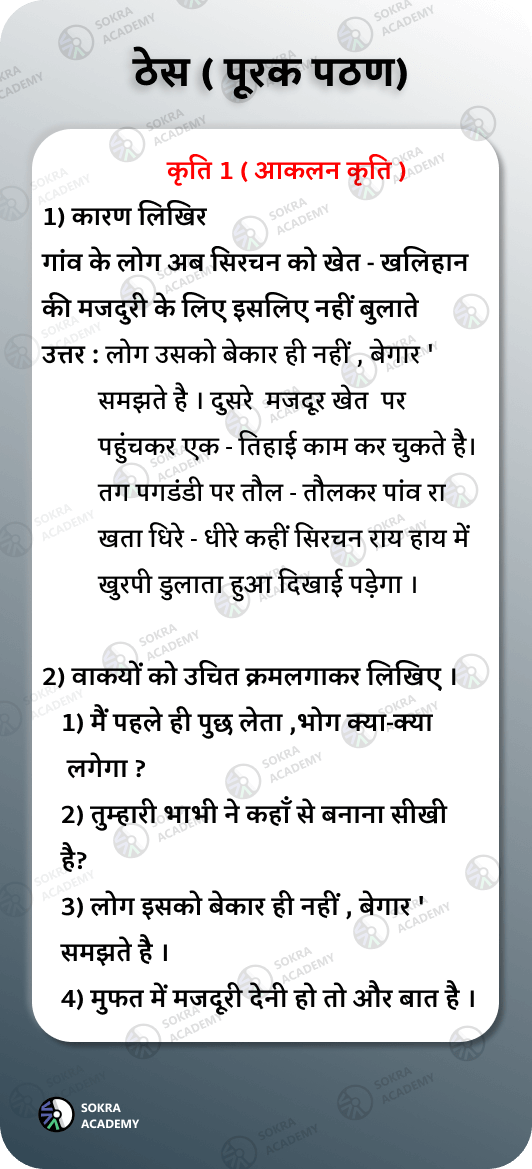 ठेस ( पूरक पठण)
कृति 1 ( आकलन कृति )
1) कारण लिखिर
गांव के लोग अब सिरचन को खेत - खलिहान
की मजदुरी के लिए इसलिए नहीं बुलाते
उत्तर : लोग उसको बेकार ही नहीं , बेगार '
समझते है । दुसरे मजदूर खेत पर
पहुंचकर एक - तिहाई काम कर चुकते है।
तग पगडंडी पर तौल - तौलकर पांव रा
खता धिरे - धीरे कहीं सिरचन राय हाय में
खुरपी डुलाता हुआ दिखाई पड़ेगा ।
2) वाकयों को उचित क्रमलगाकर लिखिए ।
1) मैं पहले ही पुछ लेता ,भोग क्या-क्या
लगेगा ?
2) तुम्हारी भाभी ने कहाँ से बनाना सीखी
है?
3) लोग इसको बेकार ही नहीं , बेगार '
समझते है ।
4) मुफत में मजदूरी देनी हो तो और बात है ।
SOKRA
ACADEMY